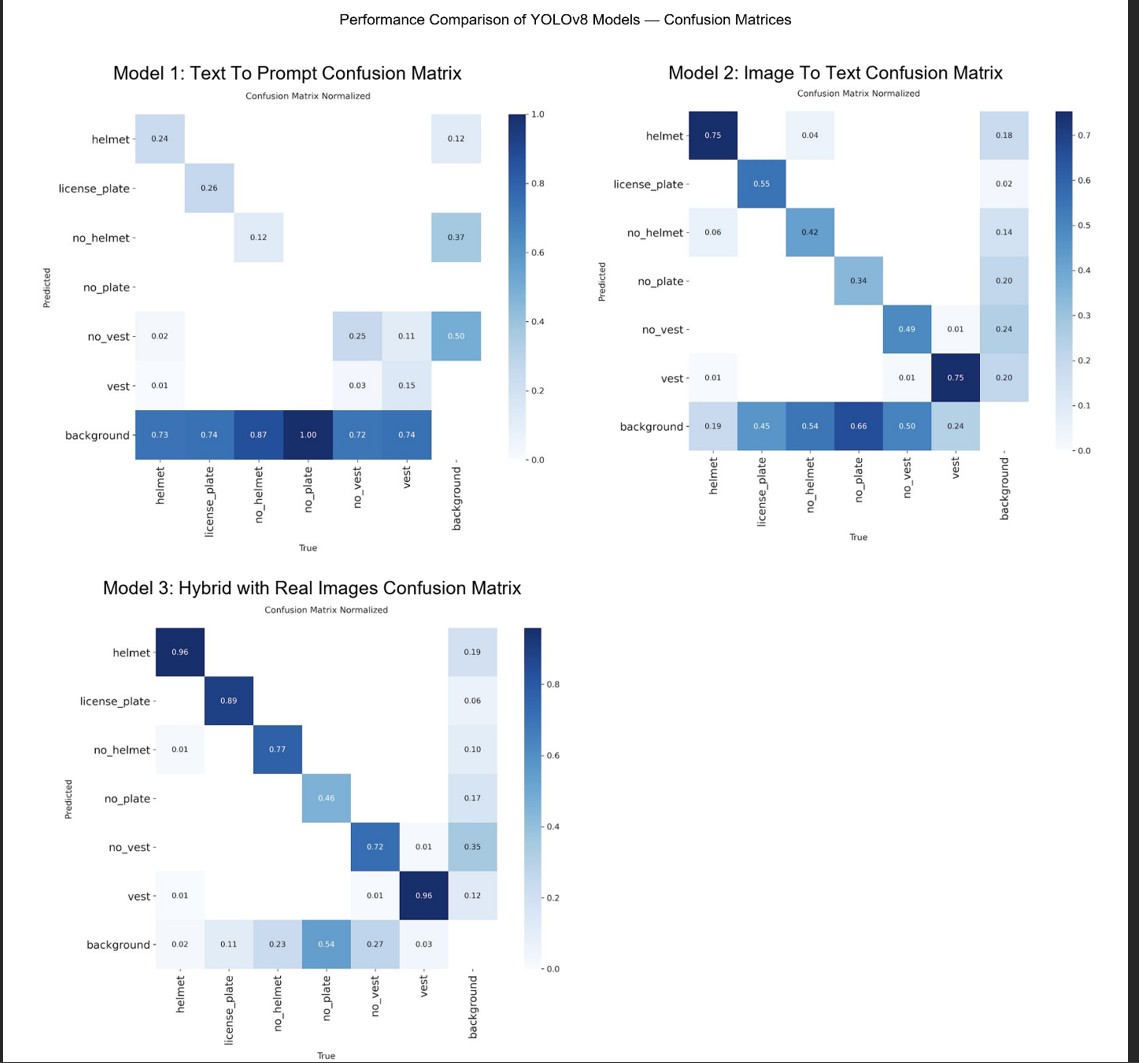 Performance Comparison of YOLOv8 Models — Confusion Matrices
Model 1: Text To Prompt Confusion Matrix
Confusion Matrix Normalized
Predicted
helmet
license_plate
no_helmet
no_plate
no_vest
vest
background
0.24 0.12
0.26
0.12 0.37
0.02 0.25 0.11 0.50
0.01 0.03 0.15
0.73 0.74 0.87 1.00 0.72 0.74
helmet
license_plate
no_helmet
no_plate
no_vest
vest
background
True
1.0
0.8
0.6
0.4
0.2
0.0
Model 2: Image To Text Confusion Matrix
Confusion Matrix Normalized
Predicted
helmet
license_plate
no_helmet
no_plate
no_vest
vest
background
0.75 0.04 0.18
0.55 0.02
0.06 0.42 0.14
0.34 0.20
0.49 0.01 0.24
0.01 0.01 0.75 0.20
0.19 0.45 0.54 0.66 0.50 0.24
helmet
license_plate
no_helmet
no_plate
no_vest
vest
background
True
0.7
0.6
0.5
0.4
0.3
0.2
0.1
0.0
Model 3: Hybrid with Real Images Confusion Matrix
Confusion Matrix Normalized
Predicted
helmet
license_plate
no_helmet
no_plate
no_vest
vest
background
0.96 0.19
0.89 0.06
0.01 0.77 0.10
0.46 0.17
0.72 0.01 0.35
0.01 0.01 0.96 0.12
0.02 0.11 0.23 0.54 0.27 0.03
helmet
license_plate
no_helmet
no_plate
no_vest
vest
background
True
0.8
0.6
0.4
0.2
0.0